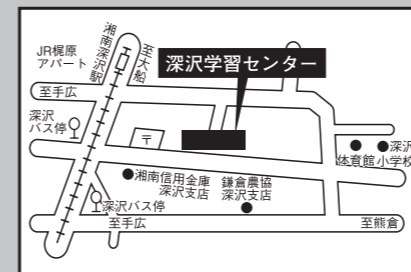 湘南深沢駅
至大船
JR梶原
アパート
深沢学習センター
至手広
深沢
バス停
〒
深沢
体育館 小学校
湘南信用金庫
深沢支店
鎌倉農協
深沢支店
深沢バス停
至手広
至熊倉